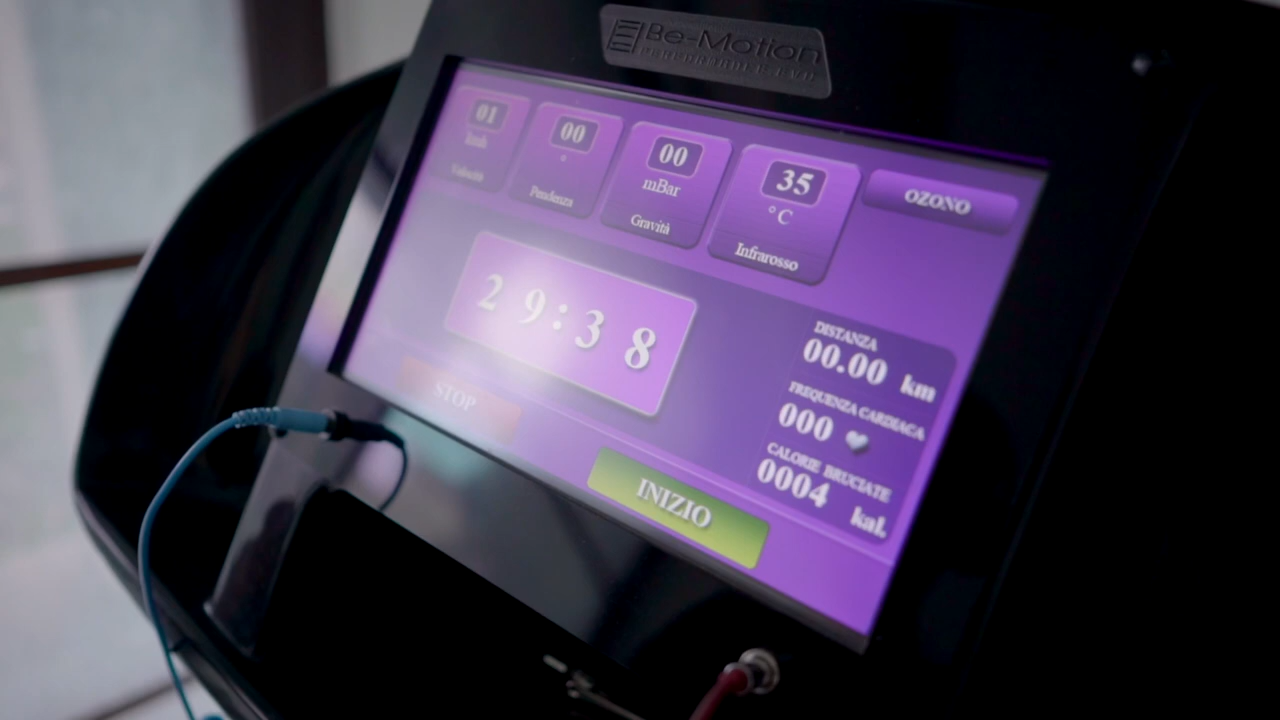 Be-Motion
01
Km/h
Velocità
00
°
Pendenza
00
mBar
Gravità
35
°C
Infrarosso
OZONO
29:38
DISTANZA
00.00 km
FREQUENZA CARDIACA
000
CALORIE BRUCIATE
0004 kal.
STOP
INIZIO